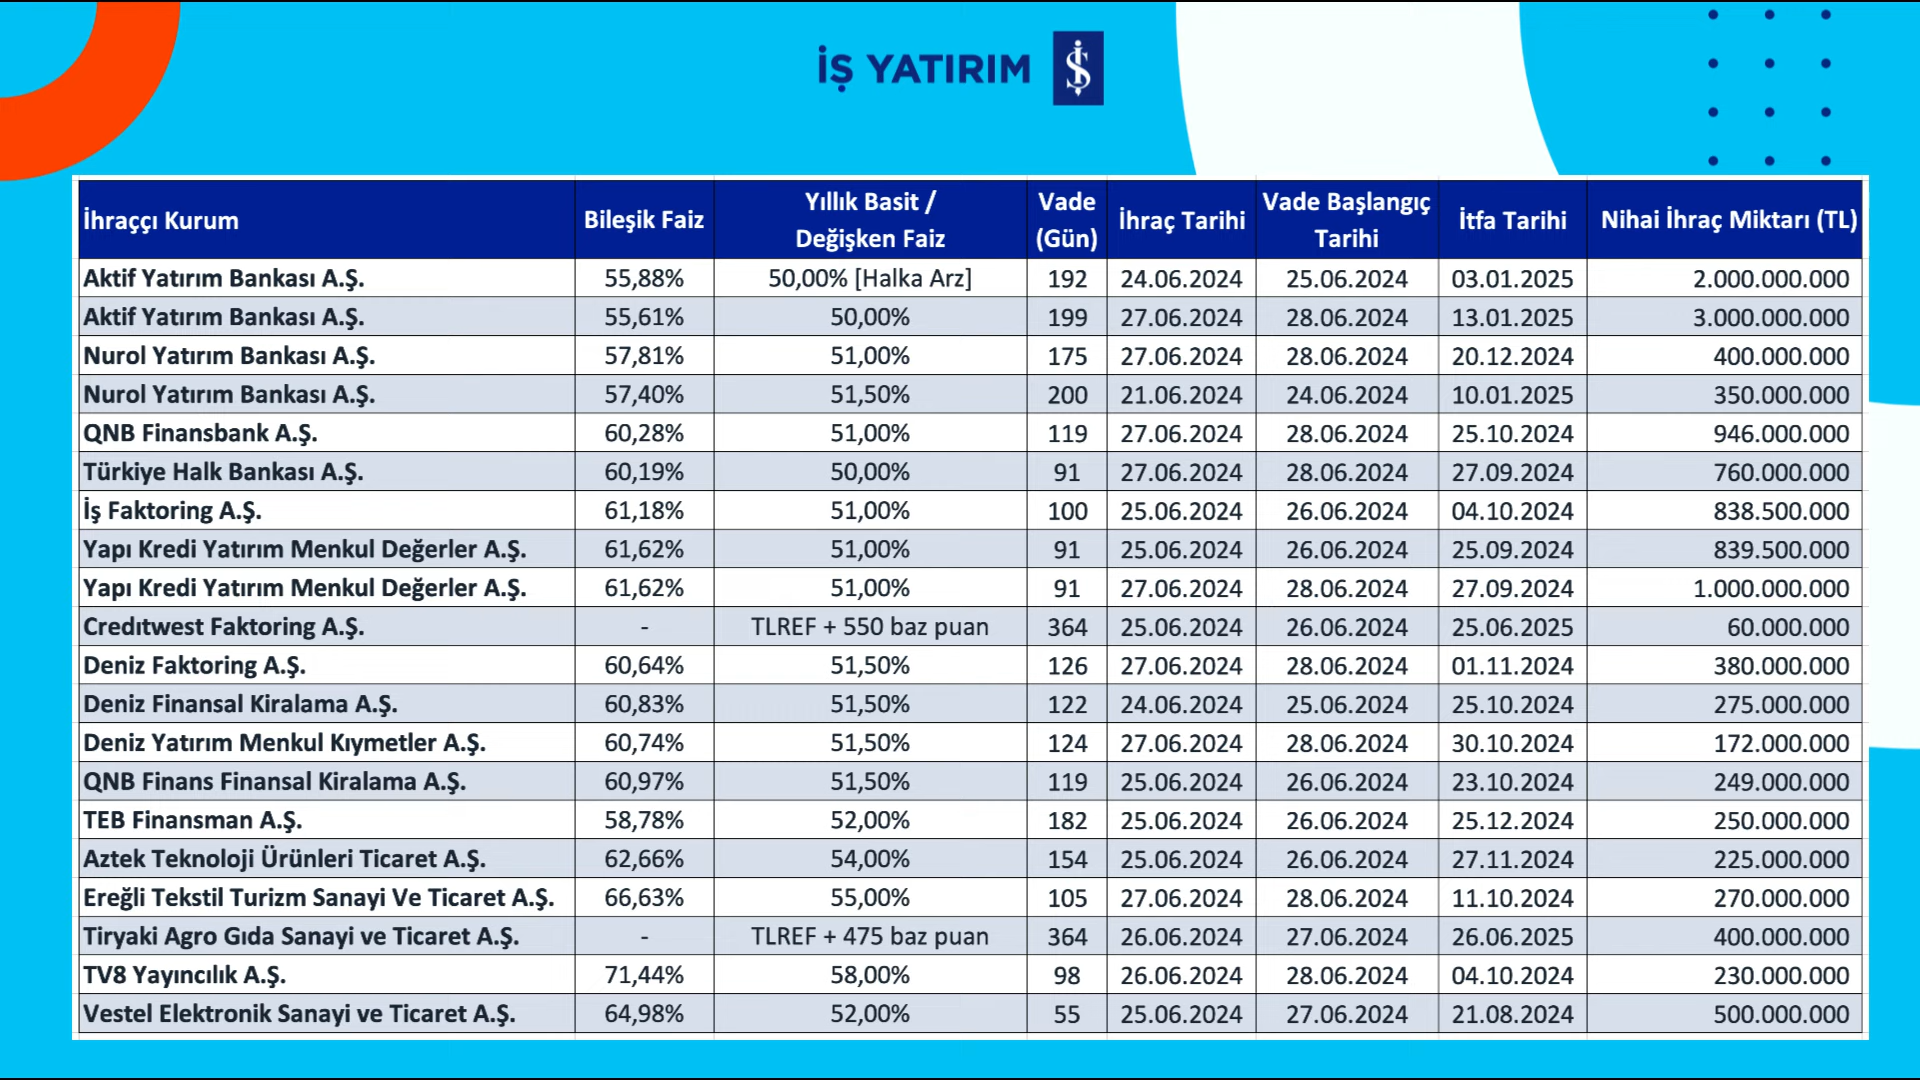 İŞ YATIRIM
İhraççı Kurum Bileşik Faiz Yıllık Basit / Değişken Faiz Vade (Gün) İhraç Tarihi Vade Başlangıç Tarihi İtfa Tarihi Nihai İhraç Miktarı (TL)
Aktif Yatırım Bankası A.Ş. 55,88% 50,00% [Halka Arz] 192 24.06.2024 25.06.2024 03.01.2025 2.000.000.000
Aktif Yatırım Bankası A.Ş. 55,61% 50,00% 199 27.06.2024 28.06.2024 13.01.2025 3.000.000.000
Nurol Yatırım Bankası A.Ş. 57,81% 51,00% 175 27.06.2024 28.06.2024 20.12.2024 400.000.000
Nurol Yatırım Bankası A.Ş. 57,40% 51,50% 200 21.06.2024 24.06.2024 10.01.2025 350.000.000
QNB Finansbank A.Ş. 60,28% 51,00% 119 27.06.2024 28.06.2024 25.10.2024 946.000.000
Türkiye Halk Bankası A.Ş. 60,19% 50,00% 91 27.06.2024 28.06.2024 27.09.2024 760.000.000
İş Faktoring A.Ş. 61,18% 51,00% 100 25.06.2024 26.06.2024 04.10.2024 838.500.000
Yapı Kredi Yatırım Menkul Değerler A.Ş. 61,62% 51,00% 91 25.06.2024 26.06.2024 25.09.2024 839.500.000
Yapı Kredi Yatırım Menkul Değerler A.Ş. 61,62% 51,00% 91 27.06.2024 28.06.2024 27.09.2024 1.000.000.000
Credıtwest Faktoring A.Ş. - TLREF + 550 baz puan 364 25.06.2024 26.06.2024 25.06.2025 60.000.000
Deniz Faktoring A.Ş. 60,64% 51,50% 126 27.06.2024 28.06.2024 01.11.2024 380.000.000
Deniz Finansal Kiralama A.Ş. 60,83% 51,50% 122 24.06.2024 25.06.2024 25.10.2024 275.000.000
Deniz Yatırım Menkul Kıymetler A.Ş. 60,74% 51,50% 124 27.06.2024 28.06.2024 30.10.2024 172.000.000
QNB Finans Finansal Kiralama A.Ş. 60,97% 51,50% 119 25.06.2024 26.06.2024 23.10.2024 249.000.000
TEB Finansman A.Ş. 58,78% 52,00% 182 25.06.2024 26.06.2024 25.12.2024 250.000.000
Aztek Teknoloji Ürünleri Ticaret A.Ş. 62,66% 54,00% 154 25.06.2024 26.06.2024 27.11.2024 225.000.000
Ereğli Tekstil Turizm Sanayi Ve Ticaret A.Ş. 66,63% 55,00% 105 27.06.2024 28.06.2024 11.10.2024 270.000.000
Tiryaki Agro Gıda Sanayi ve Ticaret A.Ş. - TLREF + 475 baz puan 364 26.06.2024 27.06.2024 26.06.2025 400.000.000
TV8 Yayıncılık A.Ş. 71,44% 58,00% 98 26.06.2024 28.06.2024 04.10.2024 230.000.000
Vestel Elektronik Sanayi ve Ticaret A.Ş. 64,98% 52,00% 55 25.06.2024 27.06.2024 21.08.2024 500.000.000